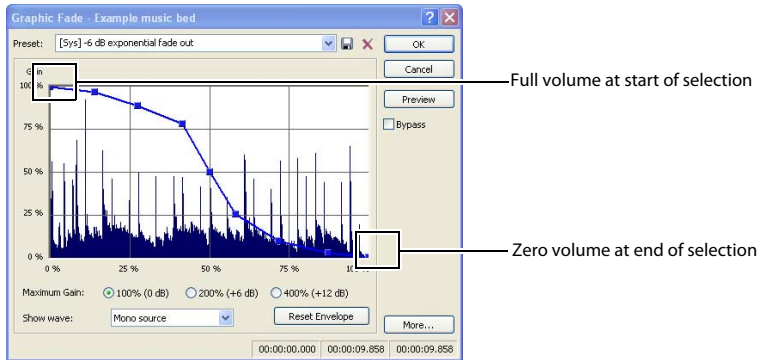 Graphic Fade - Example music bed
Preset: [Sys] -6 dB exponential fade out
OK
Cancel
Preview
Bypass
Gain
100 %
75 %
50 %
25 %
0 %
0 % 25 % 50 % 75 % 100 %
Full volume at start of selection
Zero volume at end of selection
Maximum Gain: 100% (0 dB) 200% (+6 dB) 400% (+12 dB)
Show wave: Mono source Reset Envelope
More...
00:00:00.000 00:00:09.858 00:00:09.858